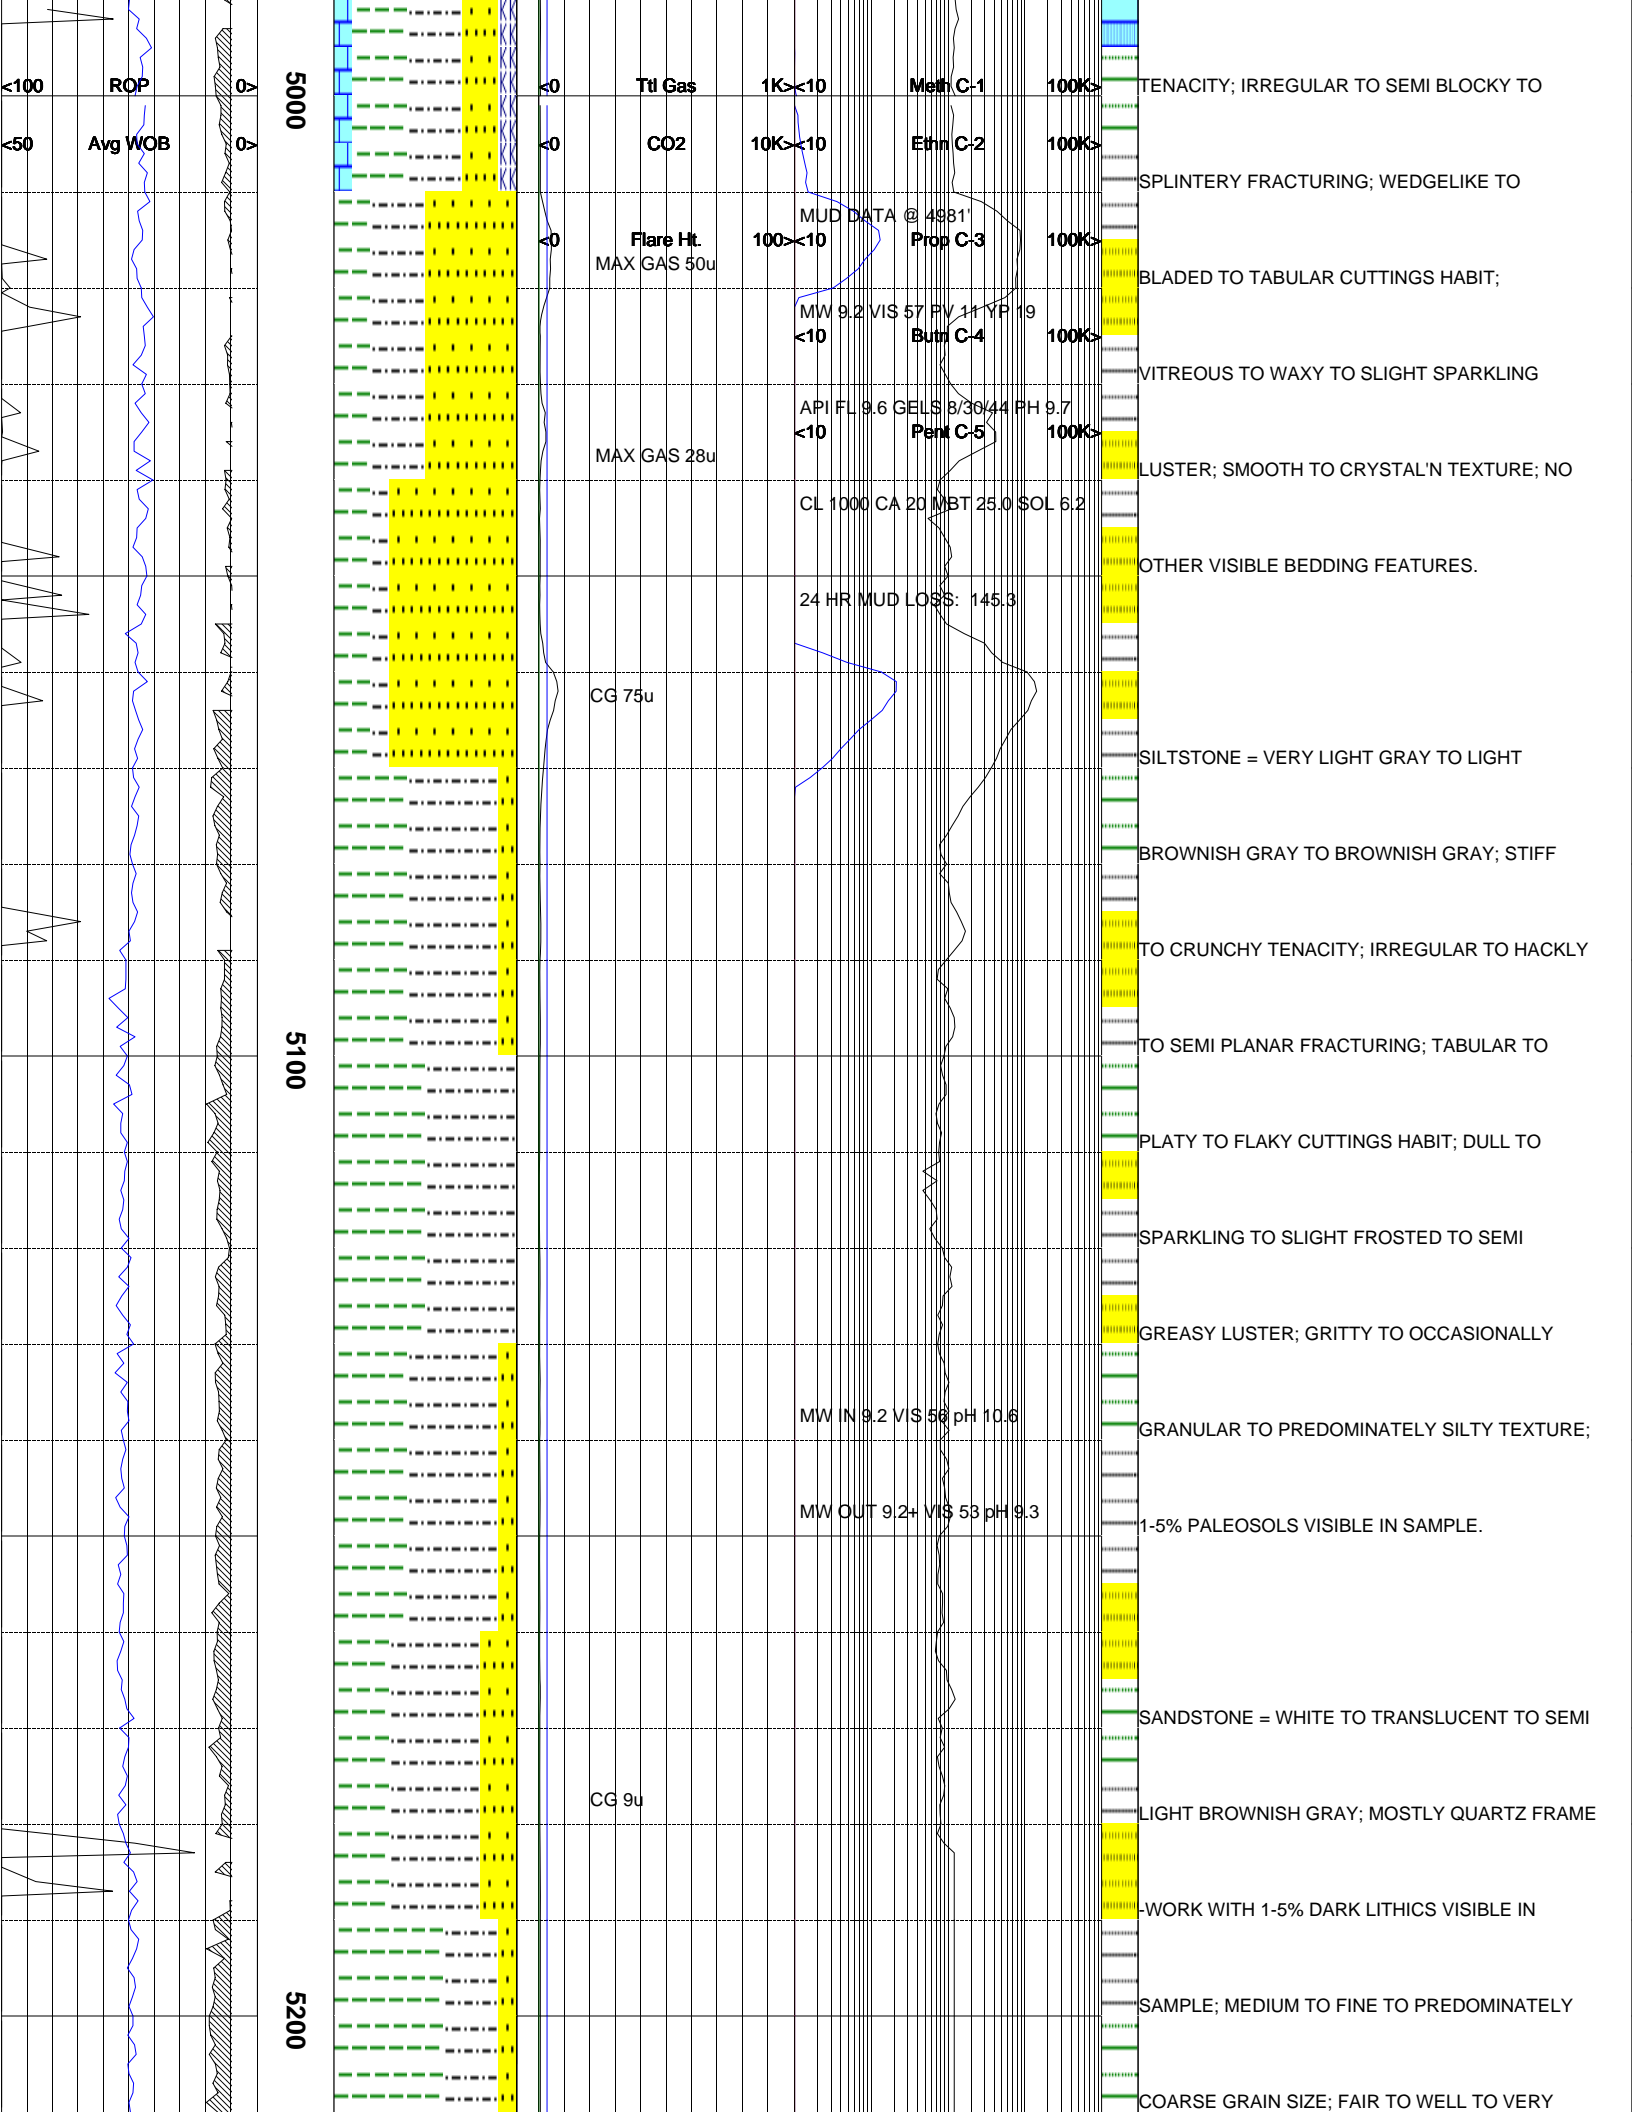 <100 ROP 0>
<0 Ttl Gas 1K>
<10 Meth C-1 100K>
TENACITY; IRREGULAR TO SEMI BLOCKY TO
5000
<50 Avg WOB 0>
<0 CO2 10K>
<10 Ethn C-2 100K>
SPLINTERY FRACTURING; WEDGELIKE TO
MUD DATA @ 4981'
<0 Flare Ht. 100>
<10 Prop C-3 100K>
MAX GAS 50u
BLADED TO TABULAR CUTTINGS HABIT;
MW 9.2 VIS 57 PV 11 YP 19
<10 Butn C-4 100K>
VITREOUS TO WAXY TO SLIGHT SPARKLING
API FL 9.6 GELS 8/30/44 PH 9.7
<10 Pent C-5 100K>
MAX GAS 28u
LUSTER; SMOOTH TO CRYSTAL'N TEXTURE; NO
CL 1000 CA 20 MBT 25.0 SOL 6.2
OTHER VISIBLE BEDDING FEATURES.
24 HR MUD LOSS: 145.3
CG 75u
SILTSTONE = VERY LIGHT GRAY TO LIGHT
BROWNISH GRAY TO BROWNISH GRAY; STIFF
TO CRUNCHY TENACITY; IRREGULAR TO HACKLY
5100
TO SEMI PLANAR FRACTURING; TABULAR TO
PLATY TO FLAKY CUTTINGS HABIT; DULL TO
SPARKLING TO SLIGHT FROSTED TO SEMI
GREASY LUSTER; GRITTY TO OCCASIONALLY
MW IN 9.2 VIS 56 pH 10.6
GRANULAR TO PREDOMINATELY SILTY TEXTURE;
MW OUT 9.2+ VIS 53 pH 9.3
1-5% PALEOSOLS VISIBLE IN SAMPLE.
SANDSTONE = WHITE TO TRANSLUCENT TO SEMI
CG 9u
LIGHT BROWNISH GRAY; MOSTLY QUARTZ FRAME
-WORK WITH 1-5% DARK LITHICS VISIBLE IN
5200
SAMPLE; MEDIUM TO FINE TO PREDOMINATELY
COARSE GRAIN SIZE; FAIR TO WELL TO VERY